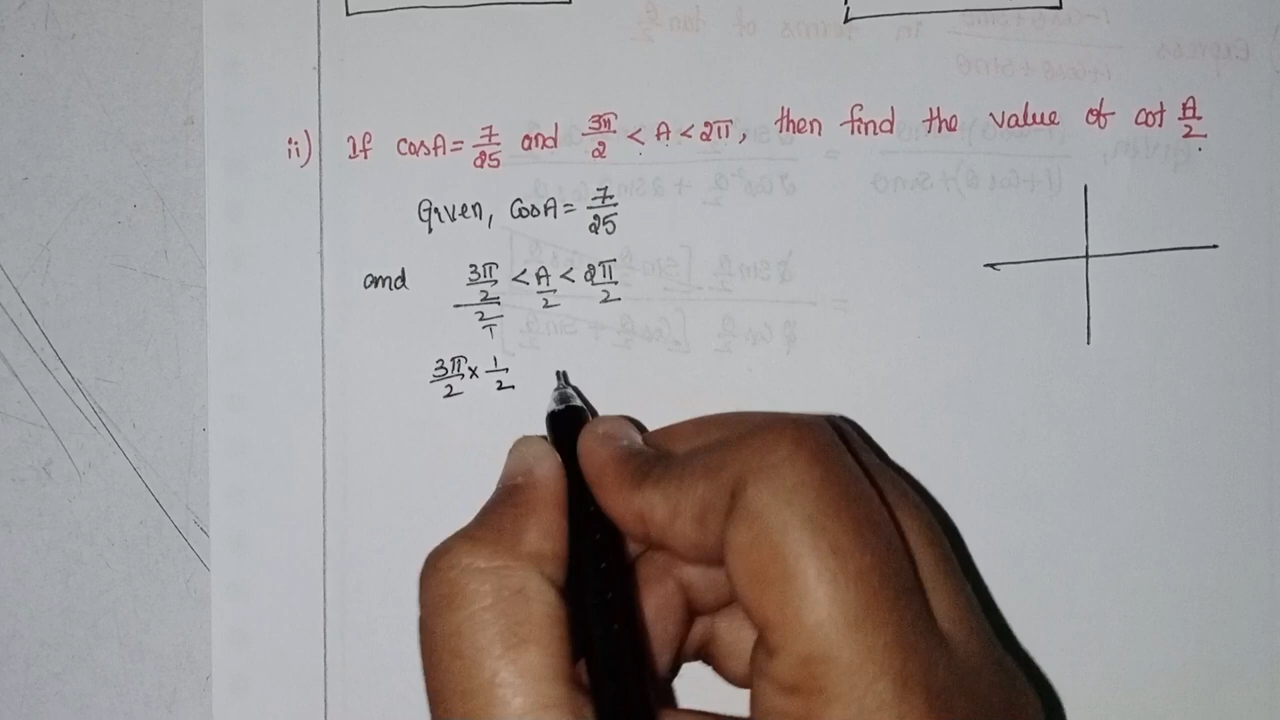 ii) If cosA = 7/25 and 3π/2 < A < 2π, then find the value of cot A/2.
Given, CosA = 7/25
and 3π/2/2/1 < A/2 < 2π/2
3π/2 × 1/2